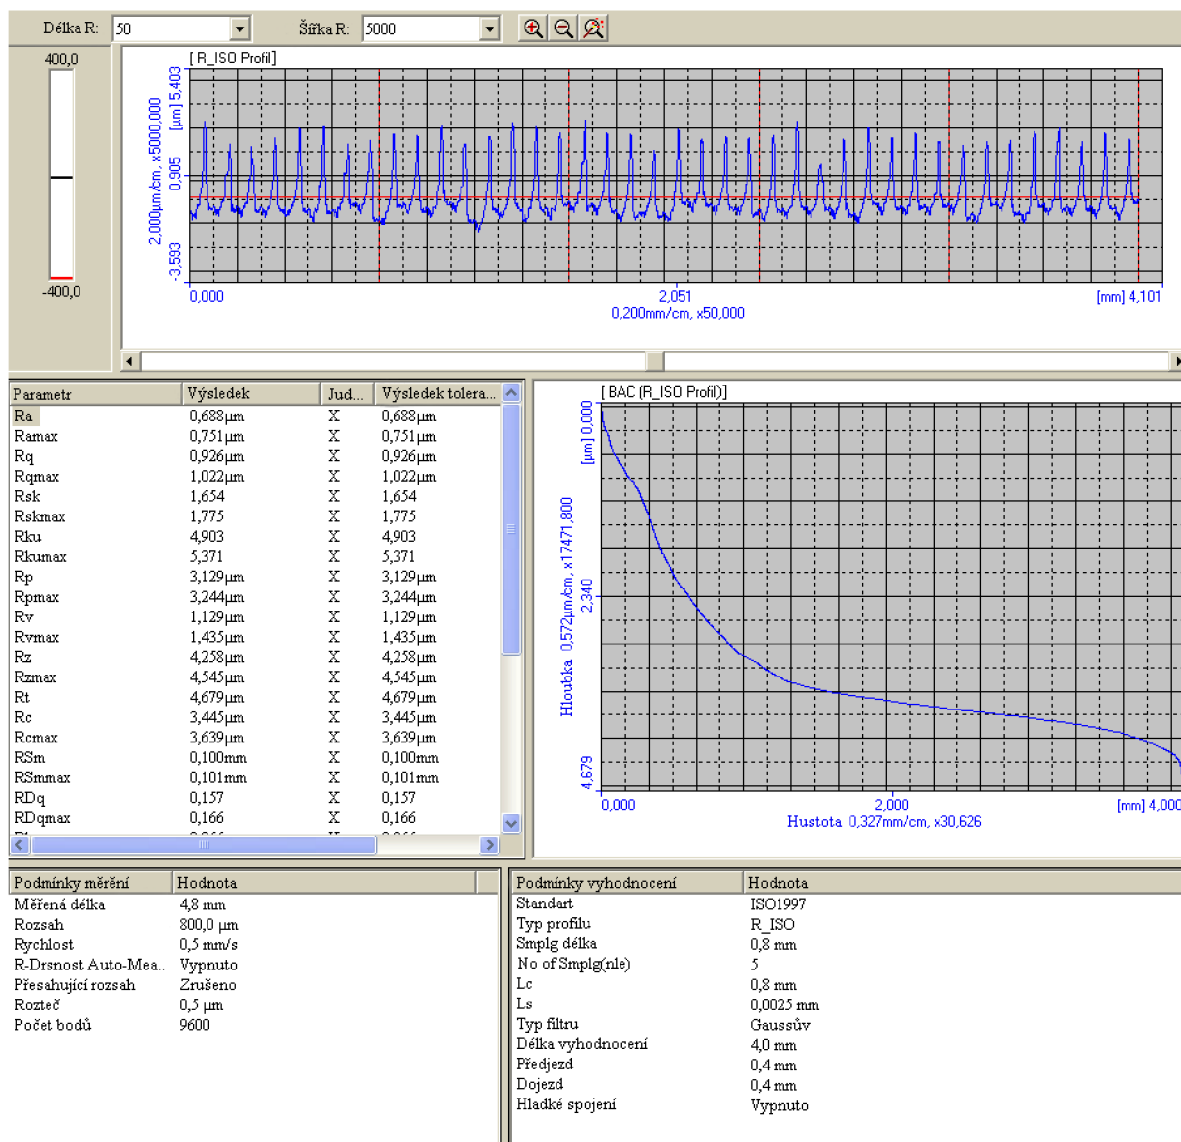 Délka R: 50 Šířka R: 5000
400,0
-400,0
[ R_ISO Profil]
2,000µm/cm, x5000,000
-3,593 0,905 [µm] 5,403
0,000 2,051 [mm] 4,101
0,200mm/cm, x50,000
Parametr Výsledek Jud... Výsledek tolera...
Ra 0,688µm X 0,688µm
Ramax 0,751µm X 0,751µm
Rq 0,926µm X 0,926µm
Rqmax 1,022µm X 1,022µm
Rsk 1,654 X 1,654
Rskmax 1,775 X 1,775
Rku 4,903 X 4,903
Rkumax 5,371 X 5,371
Rp 3,129µm X 3,129µm
Rpmax 3,244µm X 3,244µm
Rv 1,129µm X 1,129µm
Rvmax 1,435µm X 1,435µm
Rz 4,258µm X 4,258µm
Rzmax 4,545µm X 4,545µm
Rt 4,679µm X 4,679µm
Rc 3,445µm X 3,445µm
Rcmax 3,639µm X 3,639µm
RSm 0,100mm X 0,100mm
RSmmax 0,101mm X 0,101mm
RDq 0,157 X 0,157
RDqmax 0,166 X 0,166
[ BAC (R_ISO Profil)]
Hloubka 0,572µm/cm, x17471,800
4,679 2,340 [µm] 0,000
0,000 2,000 [mm] 4,000
Hustota 0,327mm/cm, x30,626
Podmínky měrění Hodnota
Měřená délka 4,8 mm
Rozsah 800,0 µm
Rychlost 0,5 mm/s
R-Drsnost Auto-Mea.. Vypnuto
Přesahující rozsah Zrušeno
Rozteč 0,5 µm
Počet bodů 9600
Podmínky vyhodnocení Hodnota
Standart ISO1997
Typ profilu R_ISO
Smplg délka 0,8 mm
No of Smplg(nle) 5
Lc 0,8 mm
Ls 0,0025 mm
Typ filtru Gaussův
Délka vyhodnocení 4,0 mm
Předjezd 0,4 mm
Dojezd 0,4 mm
Hladké spojení Vypnuto